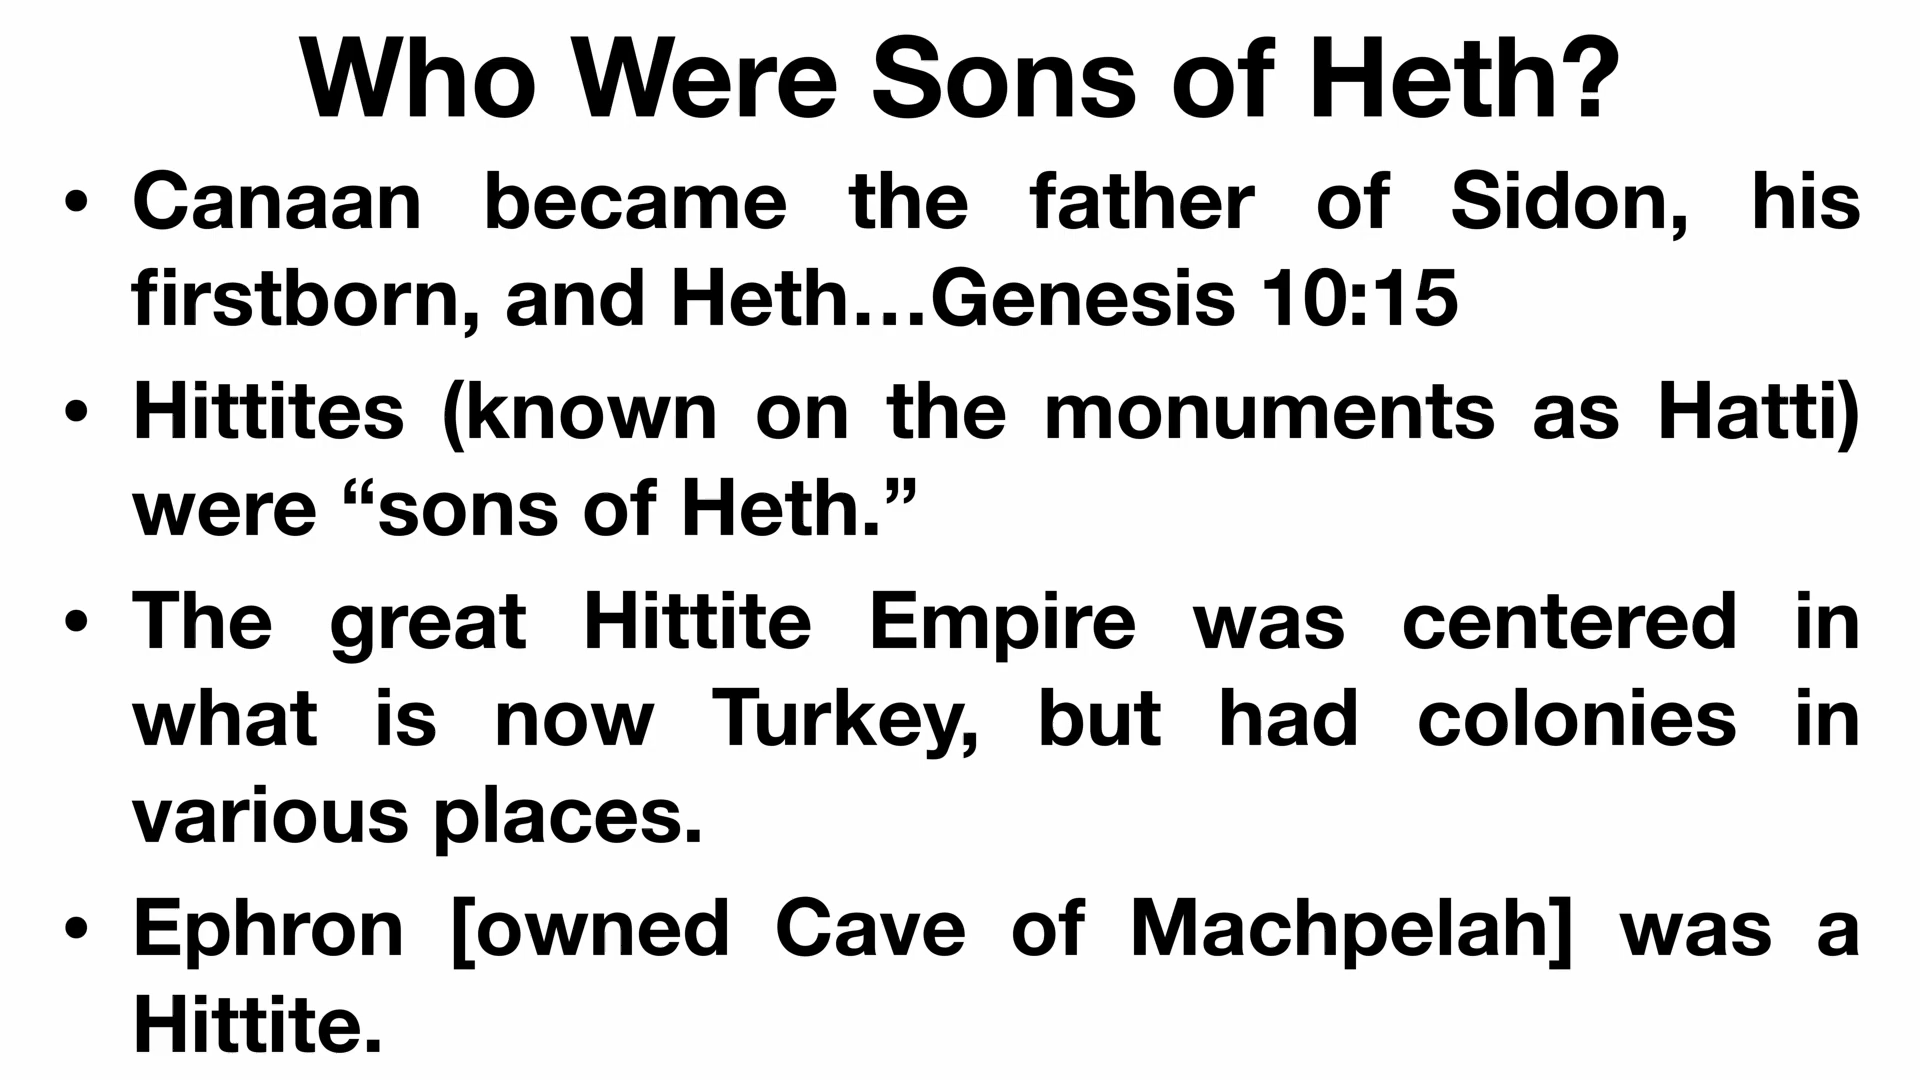 Who Were Sons of Heth?
• Canaan became the father of Sidon, his
firstborn, and Heth…Genesis 10:15
• Hittites (known on the monuments as Hatti)
were “sons of Heth.”
• The great Hittite Empire was centered in
what is now Turkey, but had colonies in
various places.
• Ephron [owned Cave of Machpelah] was a
Hittite.